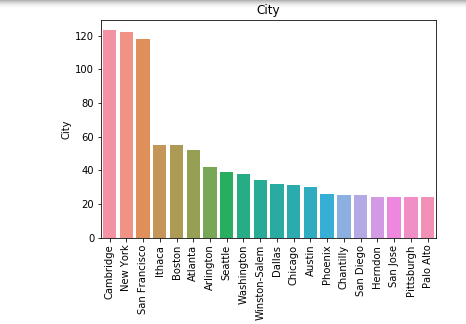 City
120
100
80
60
40
20
0
City
Cambridge
New York
San Francisco
Ithaca
Boston
Atlanta
Arlington
Seattle
Washington
Winston-Salem
Dallas
Chicago
Austin
Phoenix
Chantilly
San Diego
Herndon
San Jose
Pittsburgh
Palo Alto